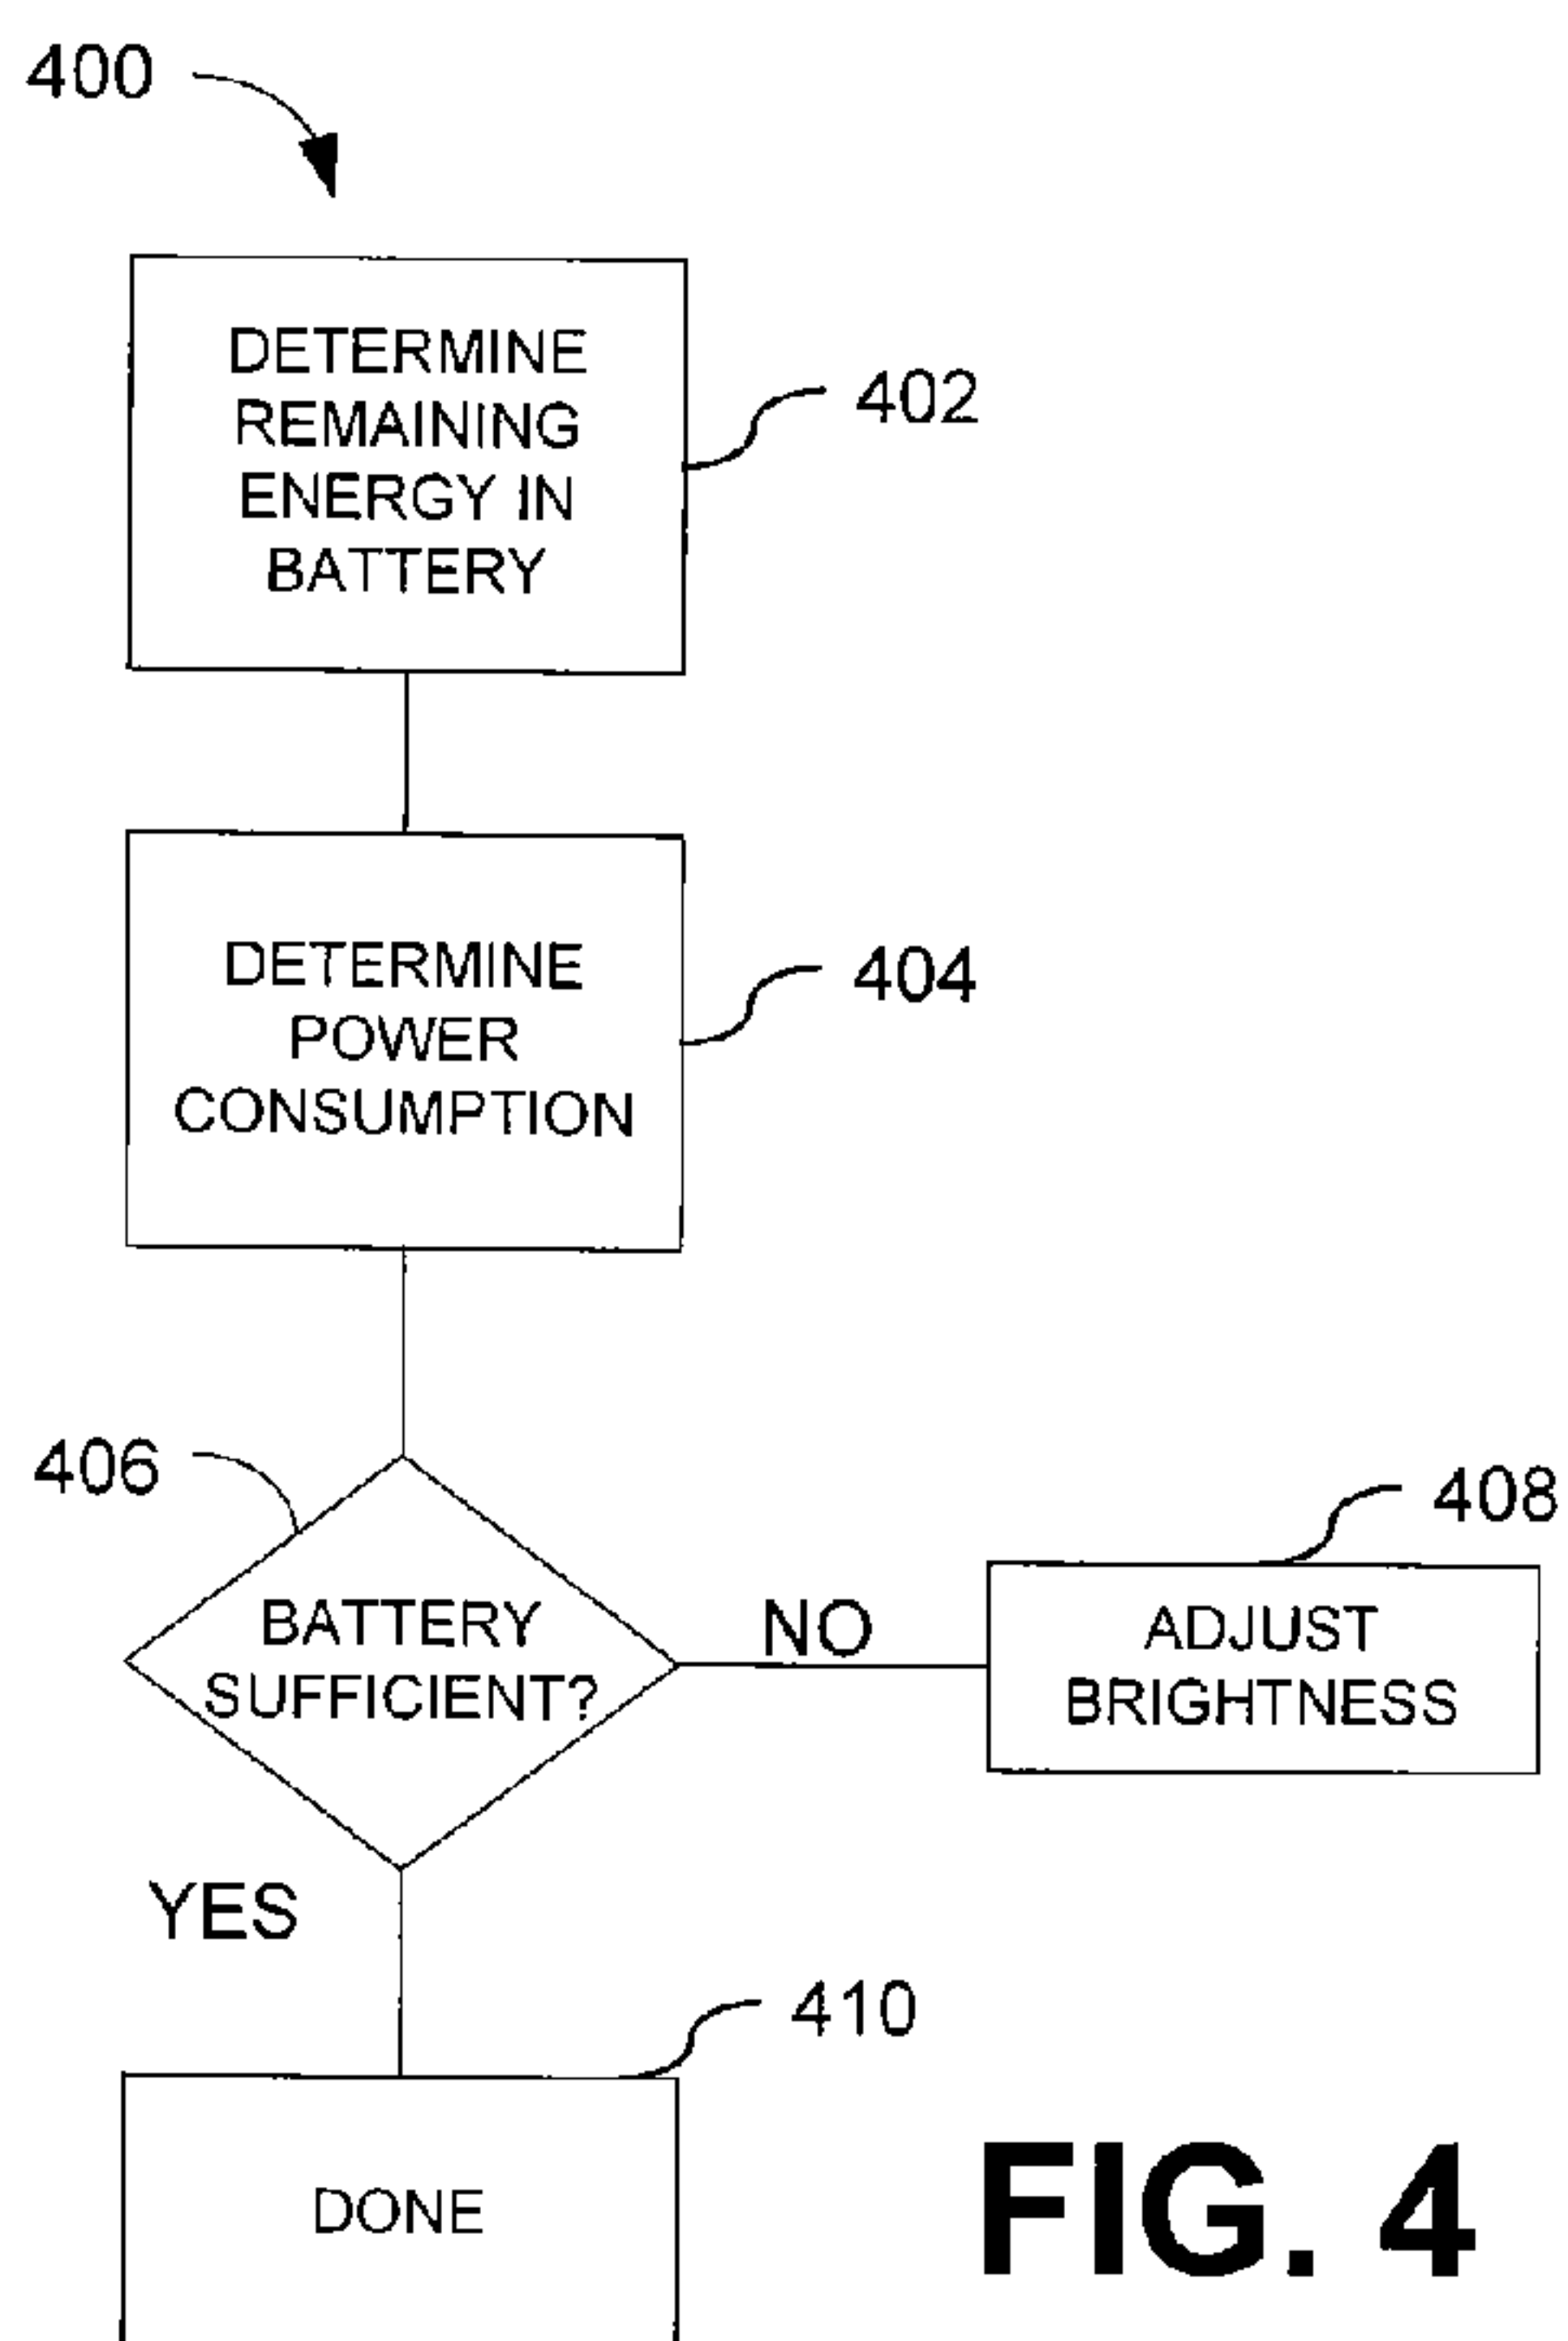 400
DETERMINE
REMAINING
ENERGY IN
BATTERY
402
DETERMINE
POWER
CONSUMPTION
404
406
BATTERY
SUFFICIENT?
NO
408
ADJUST
BRIGHTNESS
YES
410
DONE
FIG. 4